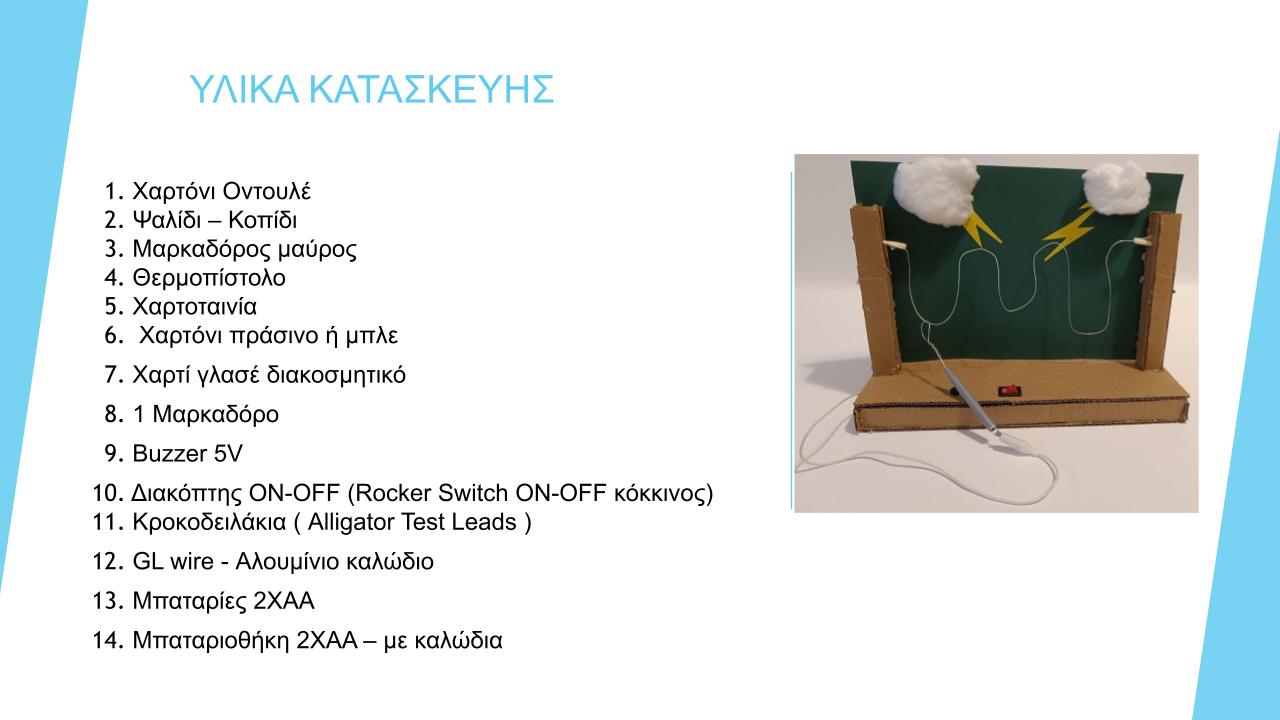 ΥΛΙΚΑ ΚΑΤΑΣΚΕΥΗΣ
1. Χαρτόνι Οντουλέ
2. Ψαλίδι – Κοπίδι
3. Μαρκαδόρος μαύρος
4. Θερμοπίστολο
5. Χαρτοταινία
6. Χαρτόνι πράσινο ή μπλε
7. Χαρτί γλασέ διακοσμητικό
8. 1 Μαρκαδόρο
9. Buzzer 5V
10. Διακόπτης ON-OFF (Rocker Switch ON-OFF κόκκινος)
11. Κροκοδειλάκια ( Alligator Test Leads )
12. GL wire - Αλουμίνιο καλώδιο
13. Μπαταρίες 2XAA
14. Μπαταριοθήκη 2XAA – με καλώδια